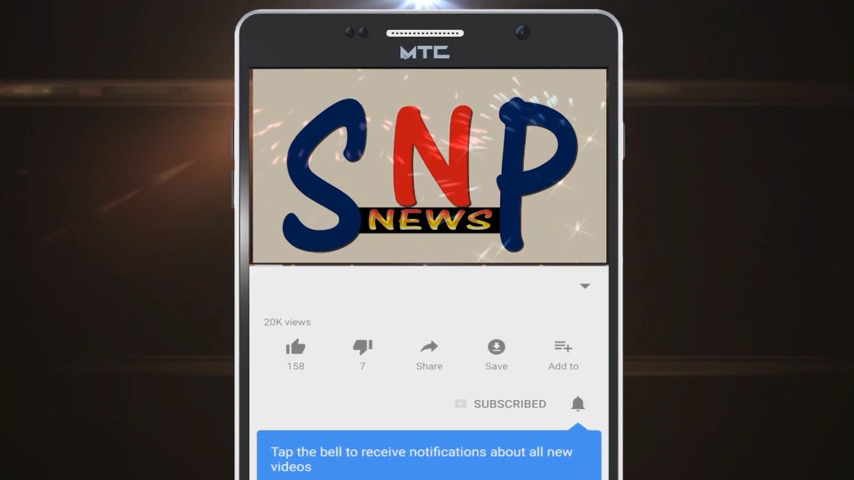 MTC
SNP
NEWS
20K views
158
7
Share
Save
Add to
SUBSCRIBED
Tap the bell to receive notifications about all new
videos